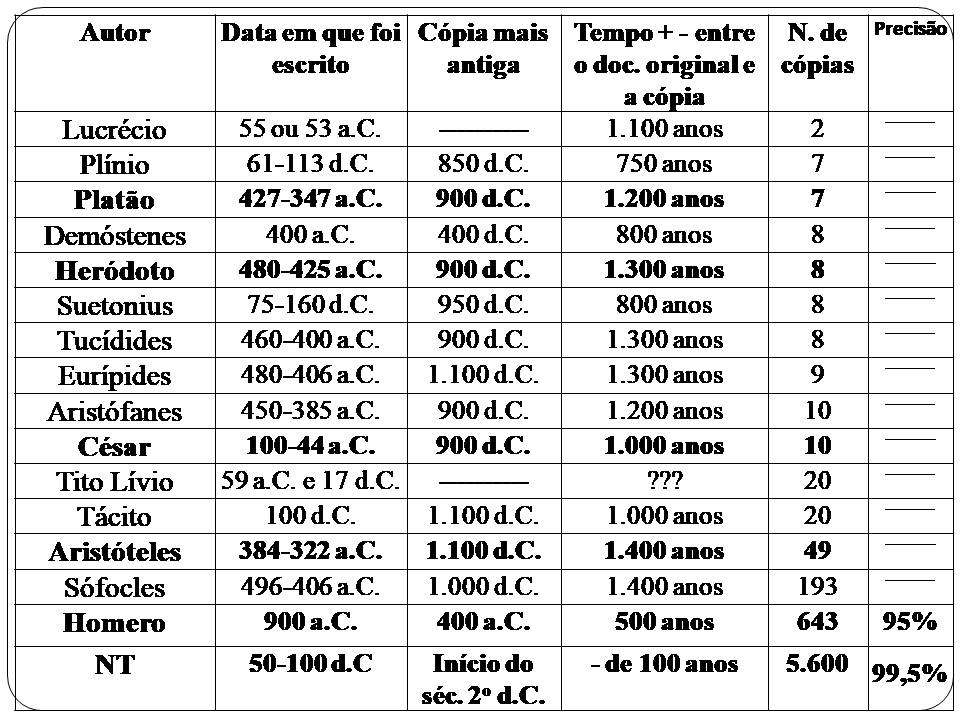 Autor Data em que foi escrito Cópia mais antiga Tempo + - entre o doc. original e a cópia N. de cópias Precisão
Lucrécio 55 ou 53 a.C. ——— 1.100 anos 2 ——
Plínio 61-113 d.C. 850 d.C. 750 anos 7 ——
Platão 427-347 a.C. 900 d.C. 1.200 anos 7 ——
Demóstenes 400 a.C. 400 d.C. 800 anos 8 ——
Heródoto 480-425 a.C. 900 d.C. 1.300 anos 8 ——
Suetonius 75-160 d.C. 950 d.C. 800 anos 8 ——
Tucídides 460-400 a.C. 900 d.C. 1.300 anos 8 ——
Eurípides 480-406 a.C. 1.100 d.C. 1.300 anos 9 ——
Aristófanes 450-385 a.C. 900 d.C. 1.200 anos 10 ——
César 100-44 a.C. 900 d.C. 1.000 anos 10 ——
Tito Lívio 59 a.C. e 17 d.C. ——— ??? 20 ——
Tácito 100 d.C. 1.100 d.C. 1.000 anos 20 ——
Aristóteles 384-322 a.C. 1.100 d.C. 1.400 anos 49 ——
Sófocles 496-406 a.C. 1.000 d.C. 1.400 anos 193 ——
Homero 900 a.C. 400 a.C. 500 anos 643 95%
NT 50-100 d.C Início do séc. 2º d.C. - de 100 anos 5.600 99,5%